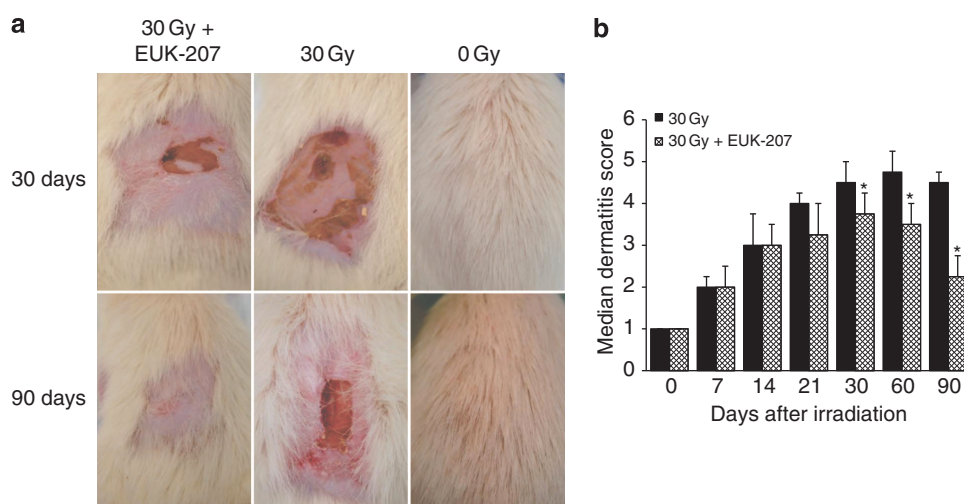 a
30 Gy +
EUK-207
30 Gy
0 Gy
30 days
90 days
b
30 Gy
30 Gy + EUK-207
Median dermatitis score
6
5
4
3
2
1
0
*
*
*
0 7 14 21 30 60 90
Days after irradiation